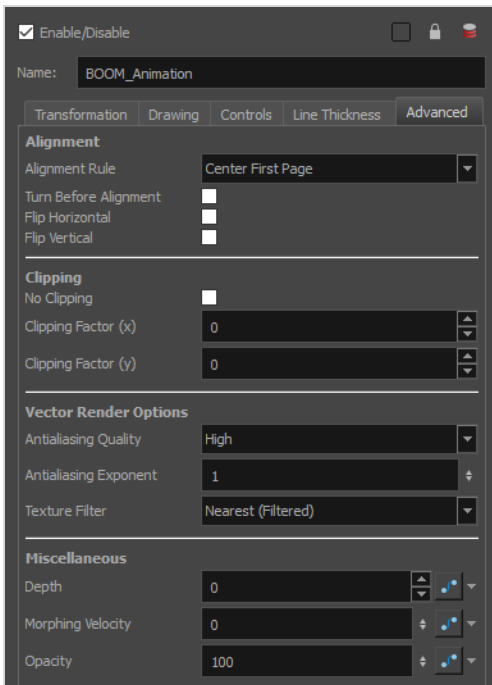 Enable/Disable
Name: BOOM_Animation
Transformation Drawing Controls Line Thickness Advanced
Alignment
Alignment Rule Center First Page
Turn Before Alignment
Flip Horizontal
Flip Vertical
Clipping
No Clipping
Clipping Factor (x) 0
Clipping Factor (y) 0
Vector Render Options
Antialiasing Quality High
Antialiasing Exponent 1
Texture Filter Nearest (Filtered)
Miscellaneous
Depth 0
Morphing Velocity 0
Opacity 100